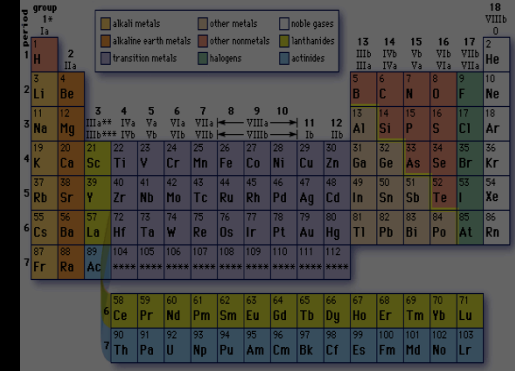 group
period
1*
Ia
18
VIIIb
0
alkali metals
other metals
noble gases
alkaline earth metals
other nonmetals
lanthanides
transition metals
halogens
actinides
2
IIa
13 14 15 16 17
IIIb IVb Vb VIb VIIb
IIIa IVa Va VIa VIIa
3 4 5 6 7 8 9 10 11 12
IIIa** IVa Va VIa VIIa VIIIa Ib IIb
IIIb*** IVb Vb VIb VIIb VIIIb
1 1 H 2 He
2 3 Li 4 Be 5 B 6 C 7 N 8 O 9 F 10 Ne
3 11 Na 12 Mg 13 Al 14 Si 15 P 16 S 17 Cl 18 Ar
4 19 K 20 Ca 21 Sc 22 Ti 23 V 24 Cr 25 Mn 26 Fe 27 Co 28 Ni 29 Cu 30 Zn 31 Ga 32 Ge 33 As 34 Se 35 Br 36 Kr
5 37 Rb 38 Sr 39 Y 40 Zr 41 Nb 42 Mo 43 Tc 44 Ru 45 Rh 46 Pd 47 Ag 48 Cd 49 In 50 Sn 51 Sb 52 Te 53 I 54 Xe
6 55 Cs 56 Ba 57 La 72 Hf 73 Ta 74 W 75 Re 76 Os 77 Ir 78 Pt 79 Au 80 Hg 81 Tl 82 Pb 83 Bi 84 Po 85 At 86 Rn
7 87 Fr 88 Ra 89 Ac 104 **** 105 **** 106 **** 107 **** 108 **** 109 **** 110 **** 111 **** 112 ****
6 58 Ce 59 Pr 60 Nd 61 Pm 62 Sm 63 Eu 64 Gd 65 Tb 66 Dy 67 Ho 68 Er 69 Tm 70 Yb 71 Lu
7 90 Th 91 Pa 92 U 93 Np 94 Pu 95 Am 96 Cm 97 Bk 98 Cf 99 Es 100 Fm 101 Md 102 No 103 Lr